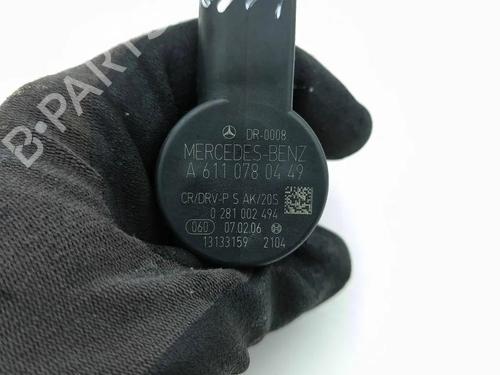 B-PARTS
DR-0008
MERCEDES-BENZ
A 611 078 04 49
CR/DRV-P S AK/20S
0 281 002 494
060 07.02.06
13133159 2104